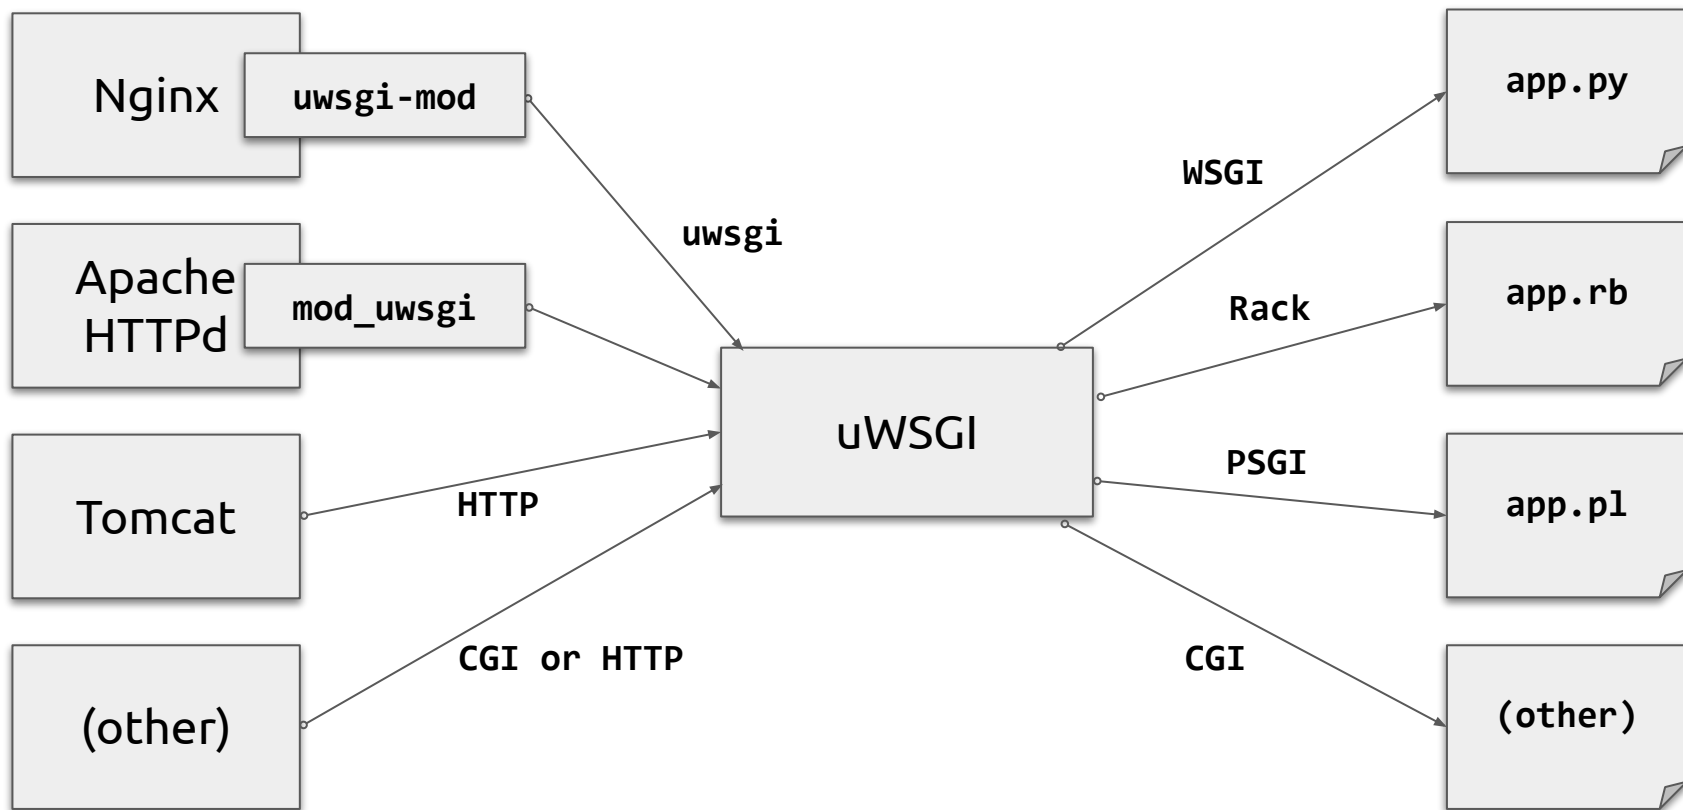 Nginx
uwsgi-mod
uwsgi
Apache
HTTPd
mod_uwsgi
Tomcat
HTTP
(other)
CGI or HTTP
uWSGI
WSGI
app.py
Rack
app.rb
PSGI
app.pl
CGI
(other)